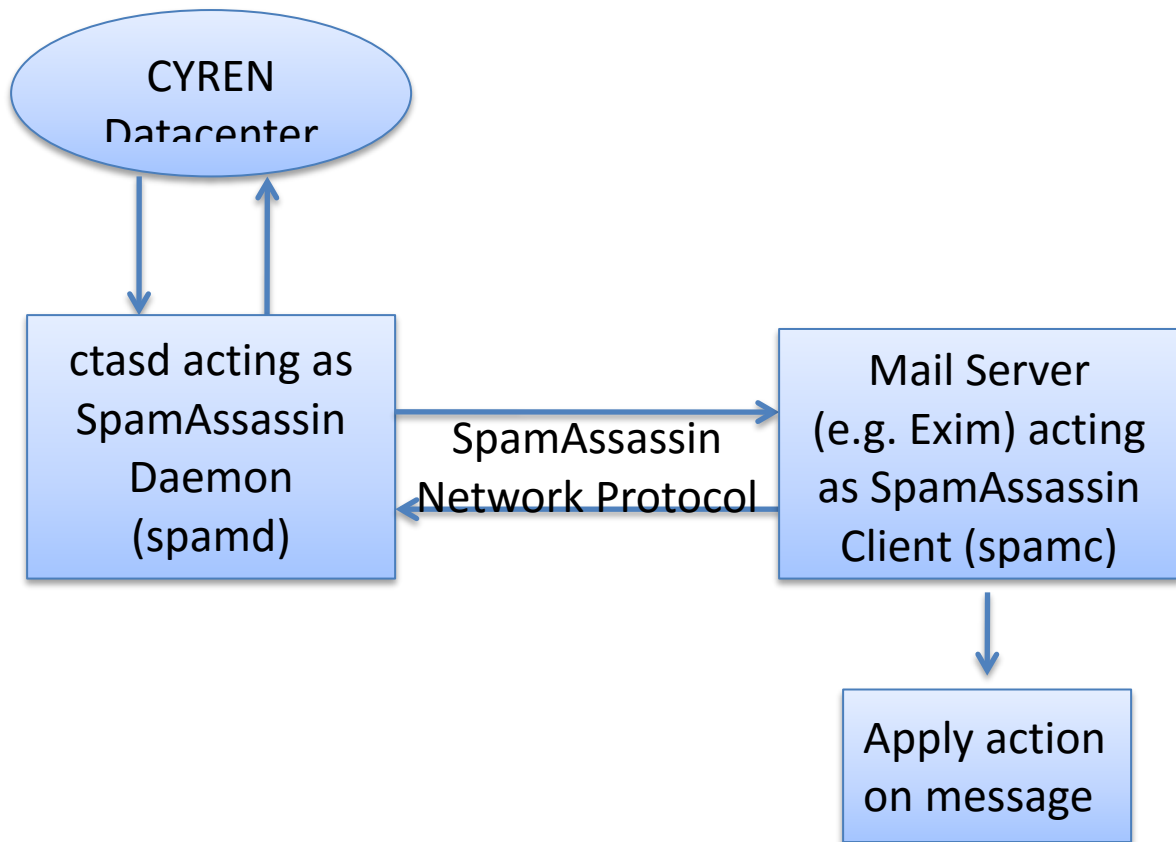 CYREN
Datacenter
ctasd acting as
SpamAssassin
Daemon
(spamd)
SpamAssassin
Network Protocol
Mail Server
(e.g. Exim) acting
as SpamAssassin
Client (spamc)
Apply action
on message